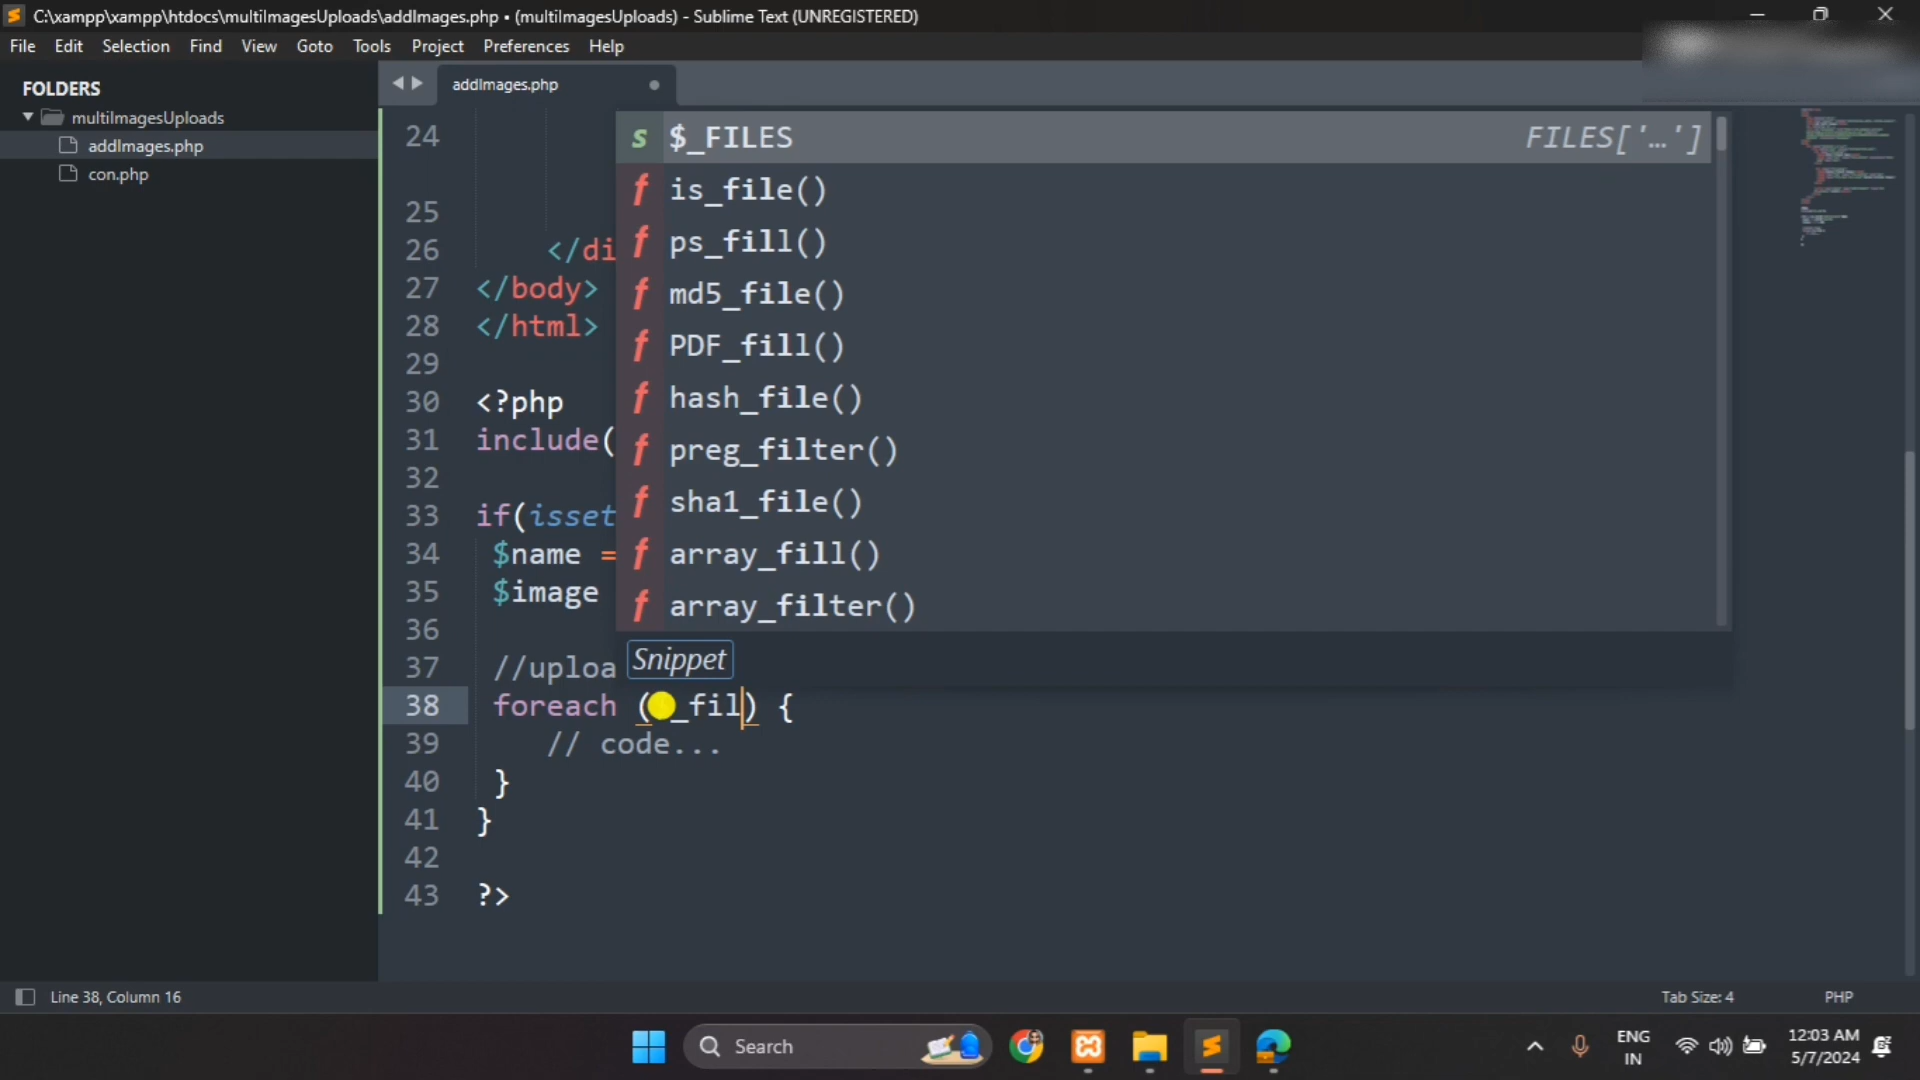 C:\xampp\xampp\htdocs\multiImagesUploads\addImages.php • (multiImagesUploads) - Sublime Text (UNREGISTERED)
File Edit Selection Find View Goto Tools Project Preferences Help
FOLDERS
multiImagesUploads
addImages.php
con.php
addImages.php
24
25
26 </di
27 </body>
28 </html>
29
30 <?php
31 include(
32
33 if(isset
34 $name =
35 $image
36
37 //uploa
38 foreach ( _fil) {
39 // code...
40 }
41 }
42
43 ?>
s $_FILES FILES['…']
f is_file()
f ps_fill()
f md5_file()
f PDF_fill()
f hash_file()
f preg_filter()
f sha1_file()
f array_fill()
f array_filter()
Snippet
Line 38, Column 16 Tab Size: 4 PHP
Search
ENG
IN
12:03 AM
5/7/2024